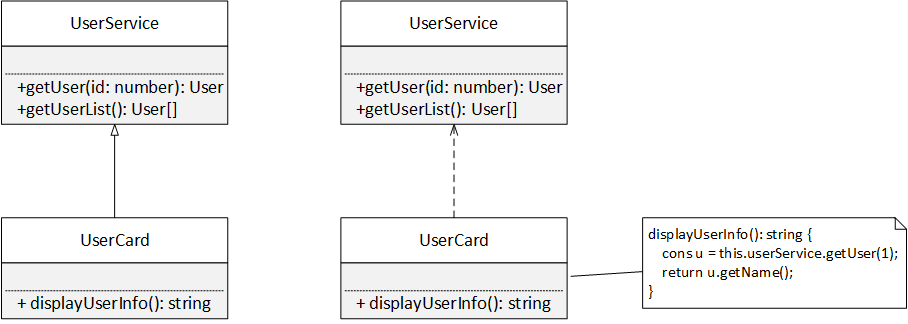 UserService
+getUser(id: number): User
+getUserList(): User[]
UserCard
+ displayUserInfo(): string
UserService
+getUser(id: number): User
+getUserList(): User[]
UserCard
+ displayUserInfo(): string
displayUserInfo(): string {
cons u = this.userService.getUser(1);
return u.getName();
}